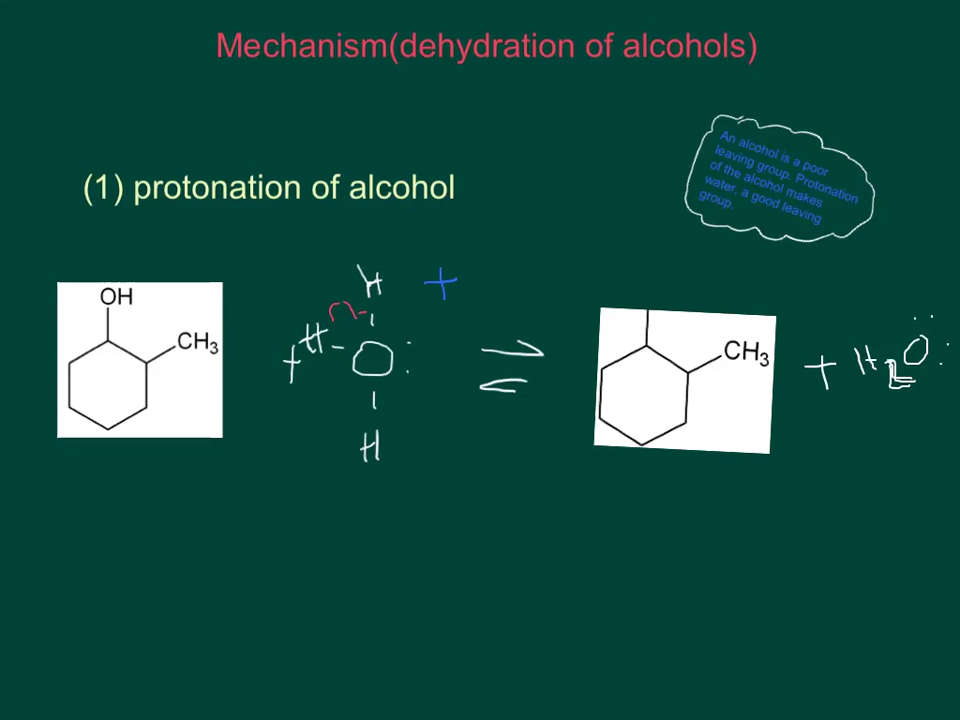 Mechanism(dehydration of alcohols)
An alcohol is a poor
leaving group. Protonation
of the alcohol makes
water, a good leaving
group.
(1) protonation of alcohol
OH
CH3
H
+
+ H - O :
H
⇌
CH3
+ H2O